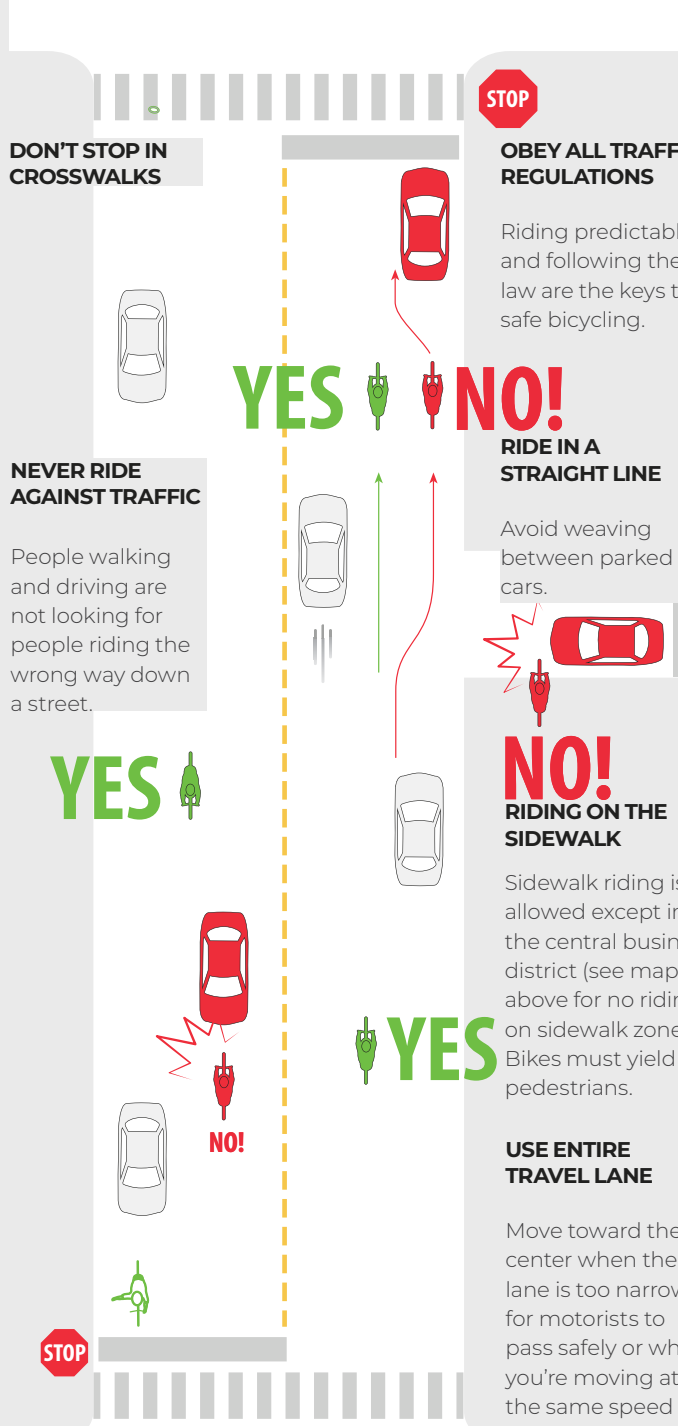 STOP
DON'T STOP IN
CROSSWALKS
OBEY ALL TRAFF
REGULATIONS
Riding predictabl
and following the
law are the keys t
safe bicycling.
YES
NO!
RIDE IN A
STRAIGHT LINE
Avoid weaving
between parked
cars.
NEVER RIDE
AGAINST TRAFFIC
People walking
and driving are
not looking for
people riding the
wrong way down
a street.
YES
NO!
RIDING ON THE
SIDEWALK
Sidewalk riding is
allowed except in
the central busin
district (see map
above for no ridin
on sidewalk zone
Bikes must yield
pedestrians.
YES
NO!
USE ENTIRE
TRAVEL LANE
Move toward the
center when the
lane is too narrow
for motorists to
pass safely or wh
you're moving at
the same speed
STOP